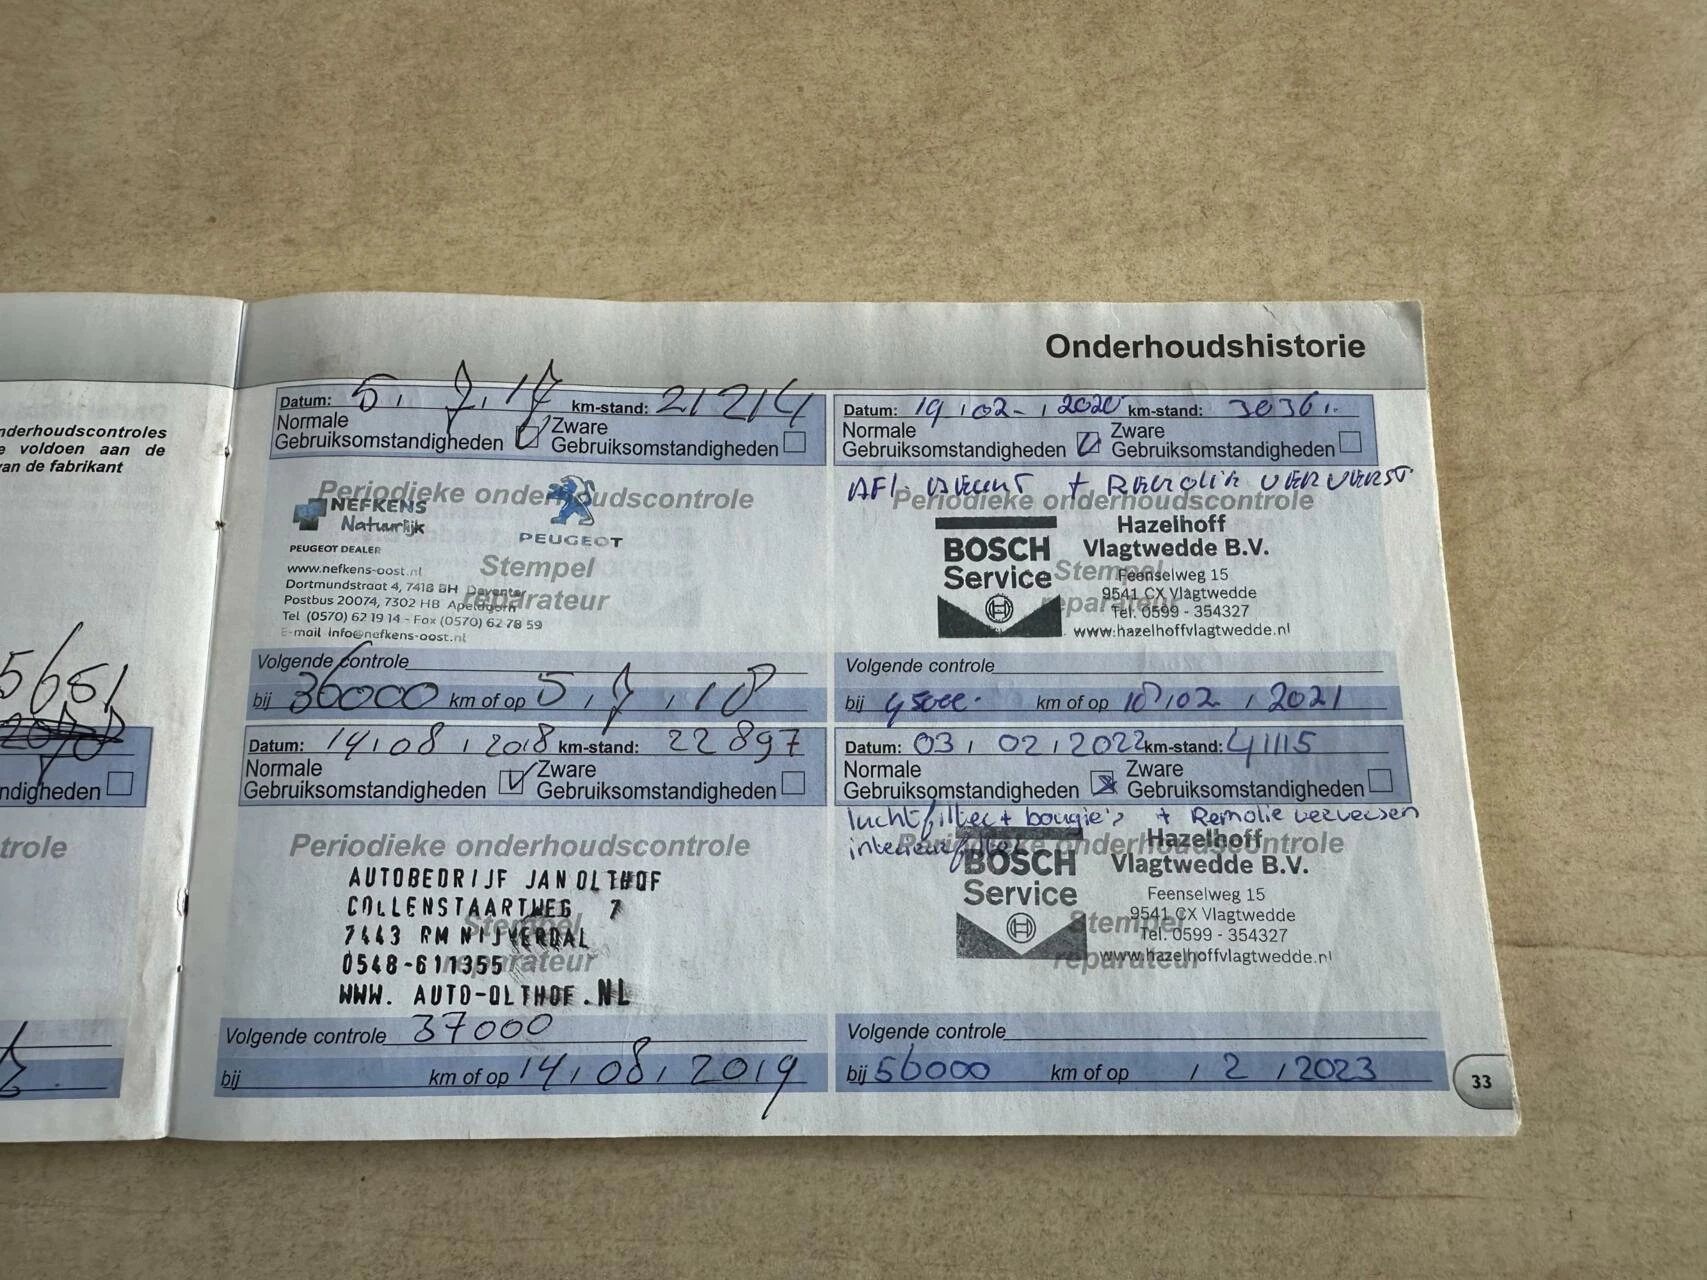 nderhoudscontroles
e voldoen aan de
van de fabrikant
5651
ndigheden
trole
Onderhoudshistorie
Datum: 5, 7, 17 km-stand: 21214
Normale Gebruiksomstandigheden Zware Gebruiksomstandigheden
Periodieke onderhoudscontrole
NEFKENS
Natuurlijk
PEUGEOT
PEUGEOT DEALER
Stempel
reparateur
www.nefkens-oost.nl
Dortmundstraat 4, 7418 BH Deventer
Postbus 20074, 7302 HB Apeldoorn
Tel (0570) 62 19 14 - Fax (0570) 62 78 59
E-mail info@nefkens-oost.nl
Volgende controle
bij 36000 km of op 5, 7, 18
Datum: 14, 08, 2018 km-stand: 22897
Normale Gebruiksomstandigheden Zware Gebruiksomstandigheden
Periodieke onderhoudscontrole
Stempel
reparateur
AUTOBEDRIJF JAN OLTHOF
COLLENSTAARTWEG 7
7443 RM NIJVERDAL
0548-611355
WWW. AUTO-OLTHOF.NL
Volgende controle 37000
bij km of op 14, 08, 2019
Datum: 19, 02-, 2020 km-stand: 30361.
Normale Gebruiksomstandigheden Zware Gebruiksomstandigheden
+ Remolie ververst
Periodieke onderhoudscontrole
Stempel
reparateur
BOSCH
Service
Hazelhoff
Vlagtwedde B.V.
Feenselweg 15
9541 CX Vlagtwedde
Tel. 0599 - 354327
www.hazelhoffvlagtwedde.nl
Volgende controle
bij 45000. km of op 18, 02, 2021
Datum: 03, 02, 2022 km-stand: 41115
Normale Gebruiksomstandigheden Zware Gebruiksomstandigheden
luchtfilter + bougie's + Remolie verversen
interieurfilter
Periodieke onderhoudscontrole
Stempel
reparateur
BOSCH
Service
Hazelhoff
Vlagtwedde B.V.
Feenselweg 15
9541 CX Vlagtwedde
Tel. 0599 - 354327
www.hazelhoffvlagtwedde.nl
Volgende controle
bij 56000 km of op , 2, 2023
33